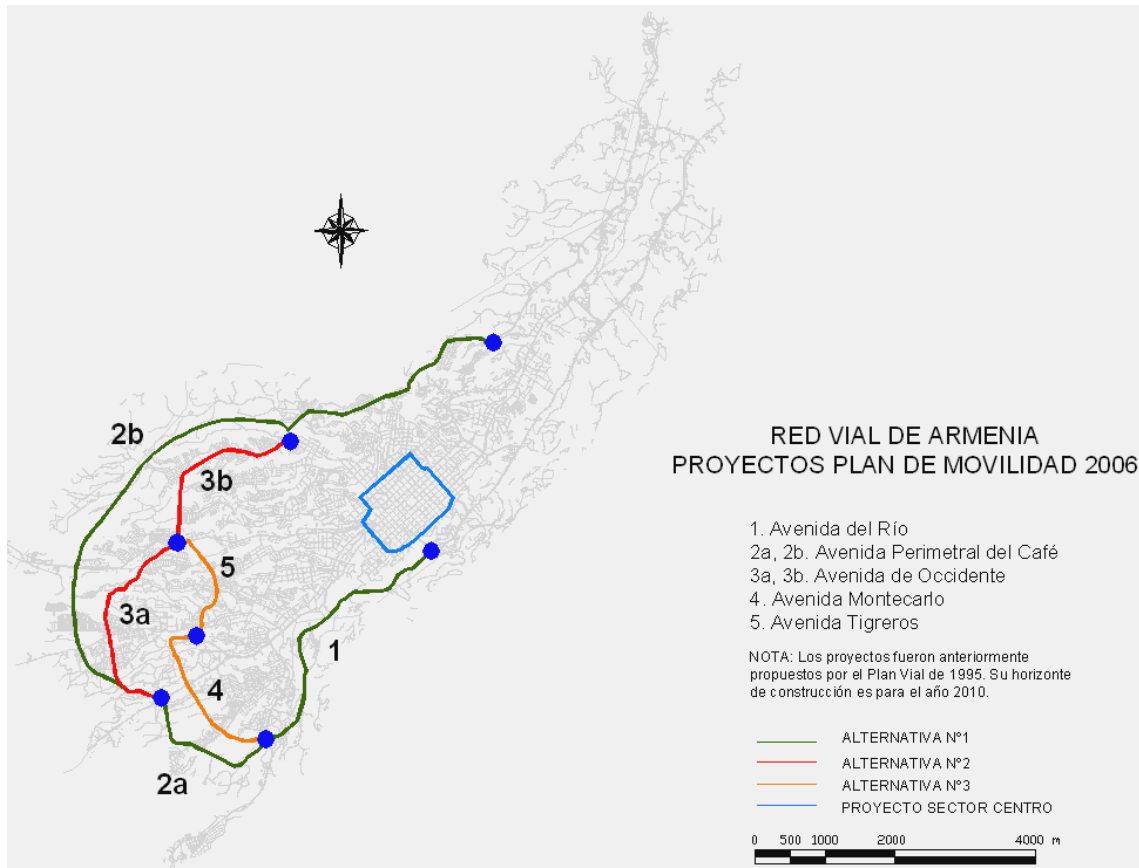 2b
3b
5
3a
1
4
2a
RED VIAL DE ARMENIA
PROYECTOS PLAN DE MOVILIDAD 2006
1. Avenida del Río
2a, 2b. Avenida Perimetral del Café
3a, 3b. Avenida de Occidente
4. Avenida Montecarlo
5. Avenida Tigreros
NOTA: Los proyectos fueron anteriormente
propuestos por el Plan Vial de 1995. Su horizonte
de construcción es para el año 2010.
ALTERNATIVA Nº1
ALTERNATIVA Nº2
ALTERNATIVA Nº3
PROYECTO SECTOR CENTRO
0 500 1000 2000 4000 m